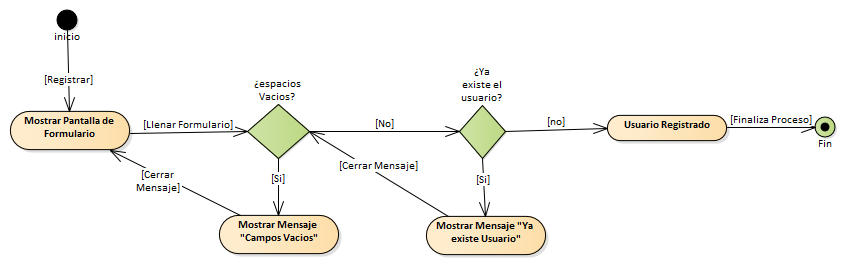 inicio
[Registrar]
Mostrar Pantalla de
Formulario
[Llenar Formulario]
¿espacios
Vacios?
[No]
¿Ya
existe el
usuario?
[no]
Usuario Registrado
[Finaliza Proceso]
Fin
[Cerrar
Mensaje]
[Si]
[Cerrar Mensaje]
[Si]
Mostrar Mensaje
"Campos Vacios"
Mostrar Mensaje "Ya
existe Usuario"